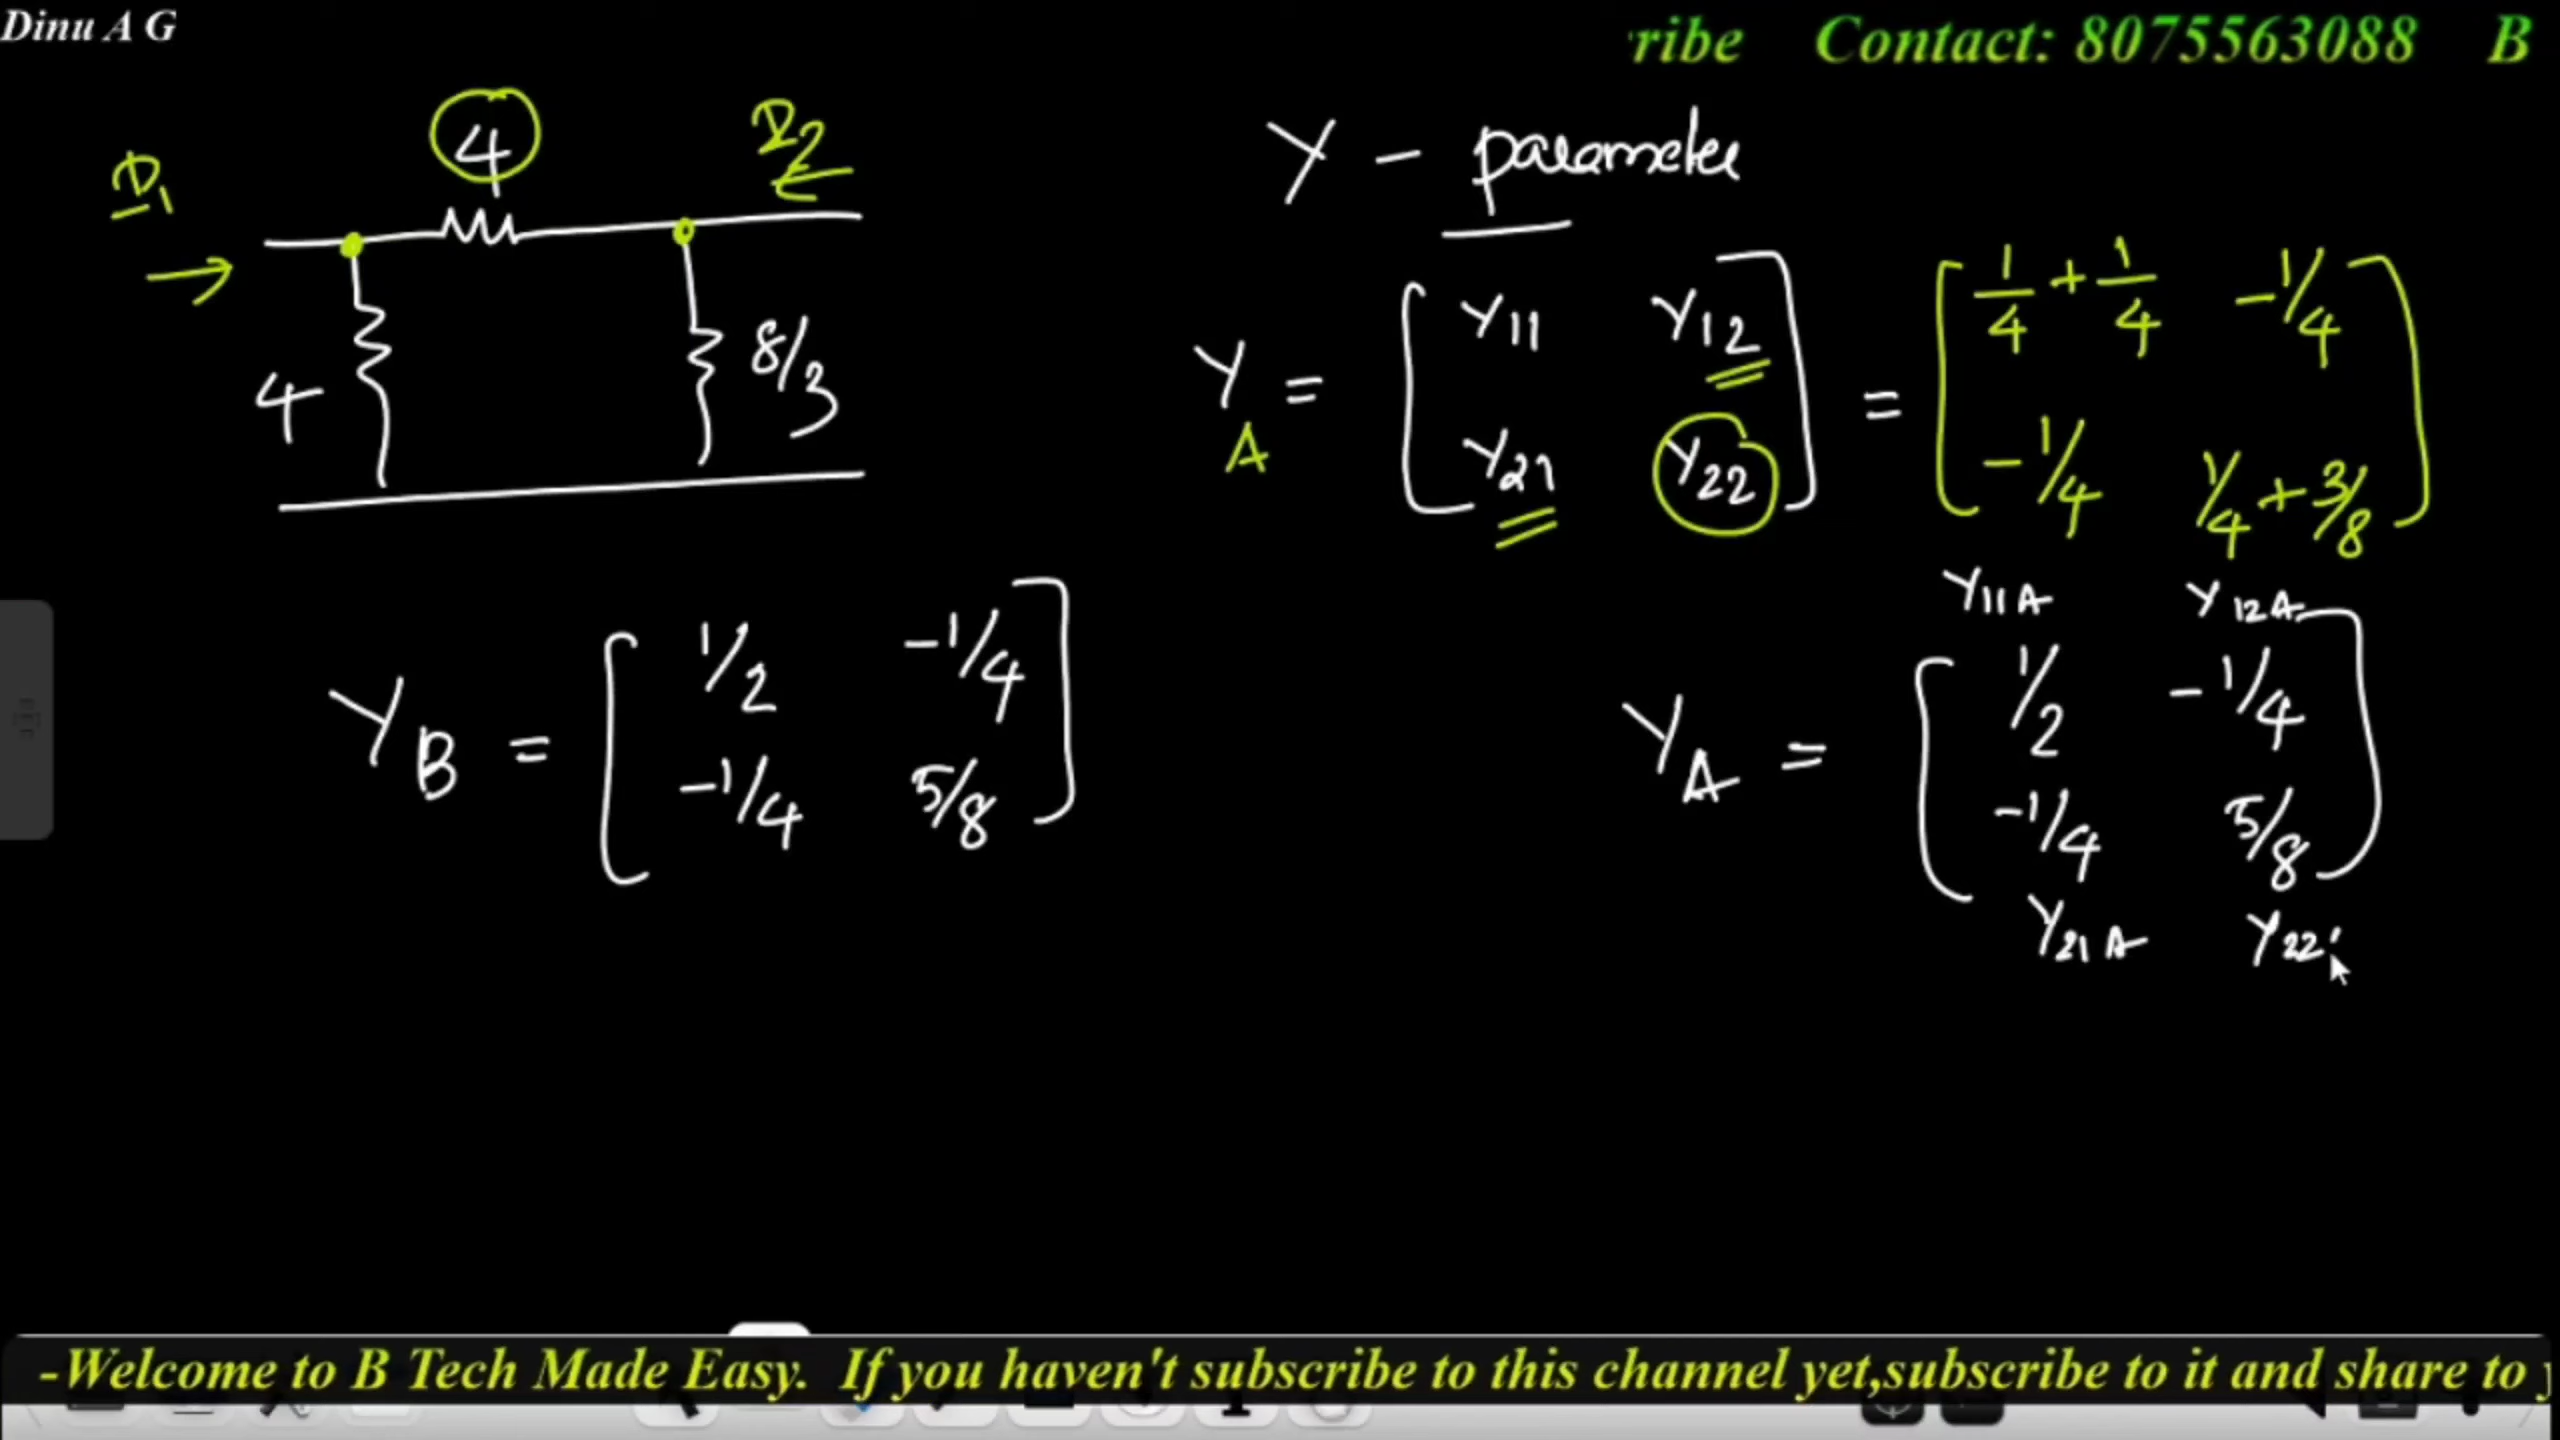 Dinu A G
ribe Contact: 8075563088 B
4
I1
I2
4
8/3
Y - parameter
Y A = [ Y11 Y12 ; Y21 Y22 ] = [ 1/4 + 1/4 -1/4 ; -1/4 1/4 + 3/8 ]
YB = [ 1/2 -1/4 ; -1/4 5/8 ]
Y11A Y12A
YA = [ 1/2 -1/4 ; -1/4 5/8 ]
Y21A Y22
-Welcome to B Tech Made Easy. If you haven't subscribe to this channel yet,subscribe to it and share to y